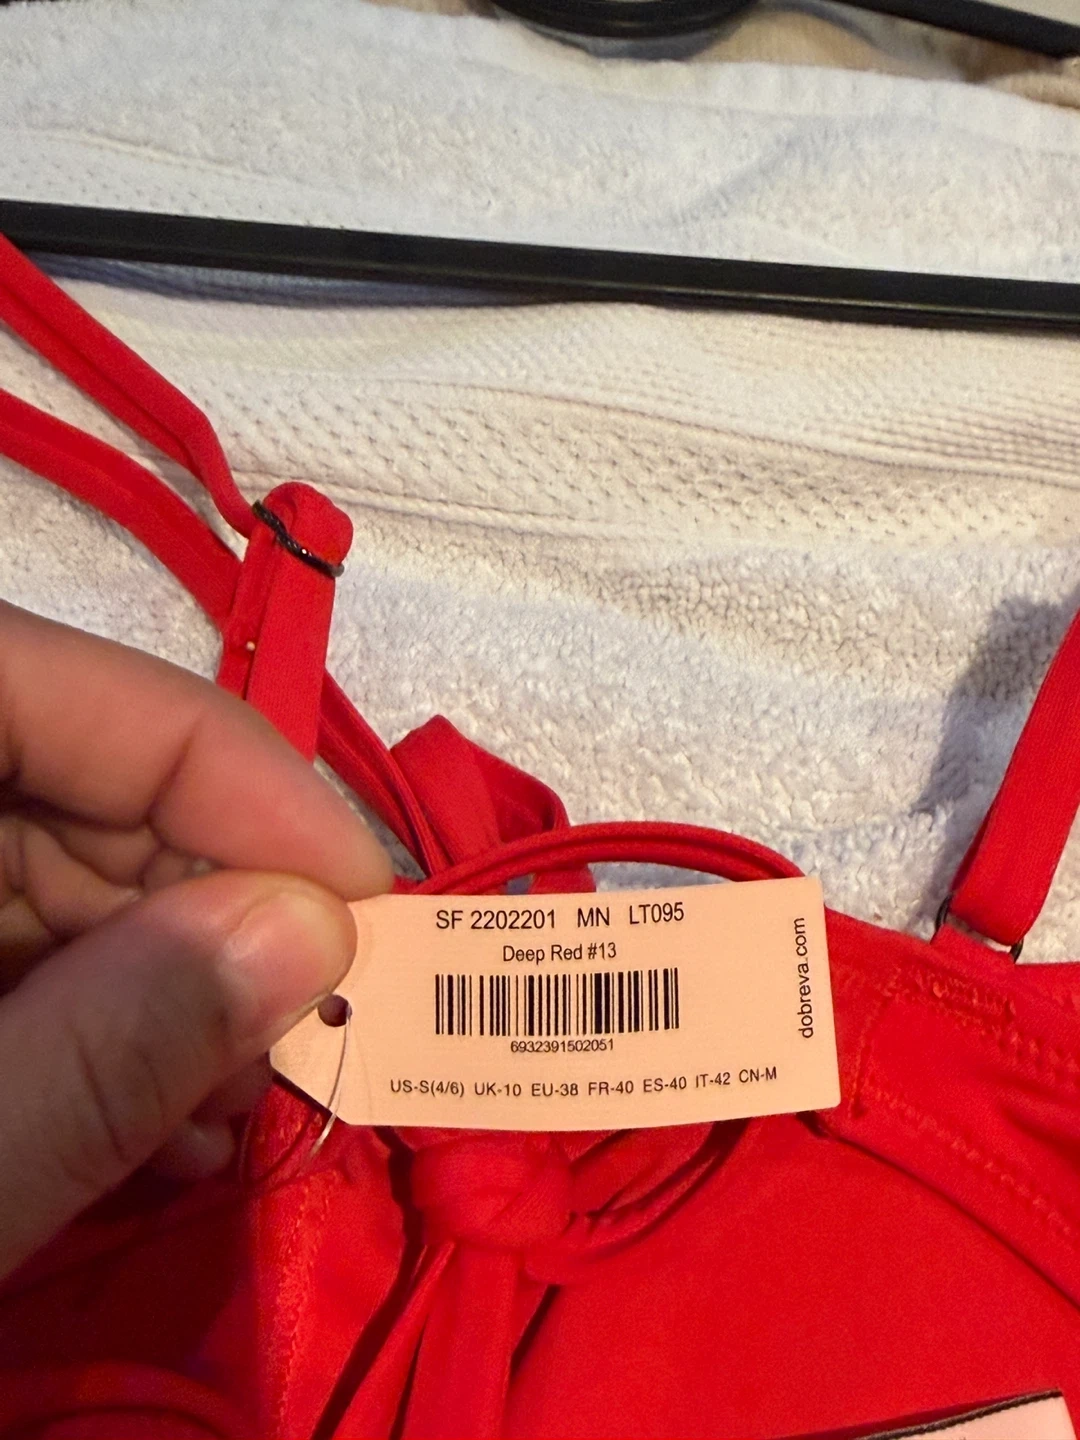 SF 2202201 MN LT095
Deep Red #13
6932391502051
US-S(4/6) UK-10 EU-38 FR-40 ES-40 IT-42 CN-M
dobreva.com